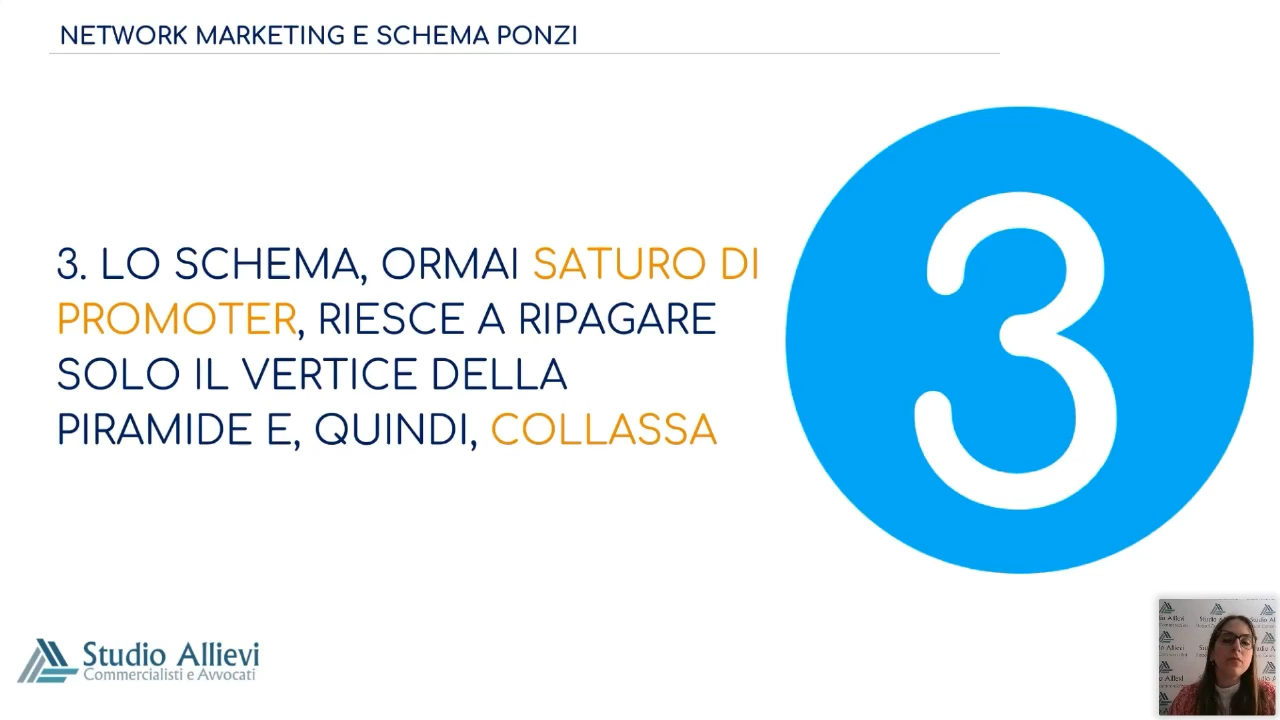 NETWORK MARKETING E SCHEMA PONZI
3. LO SCHEMA, ORMAI SATURO DI
PROMOTER, RIESCE A RIPAGARE
SOLO IL VERTICE DELLA
PIRAMIDE E, QUINDI, COLLASSA
3
Studio Allievi
Commercialisti e Avvocati